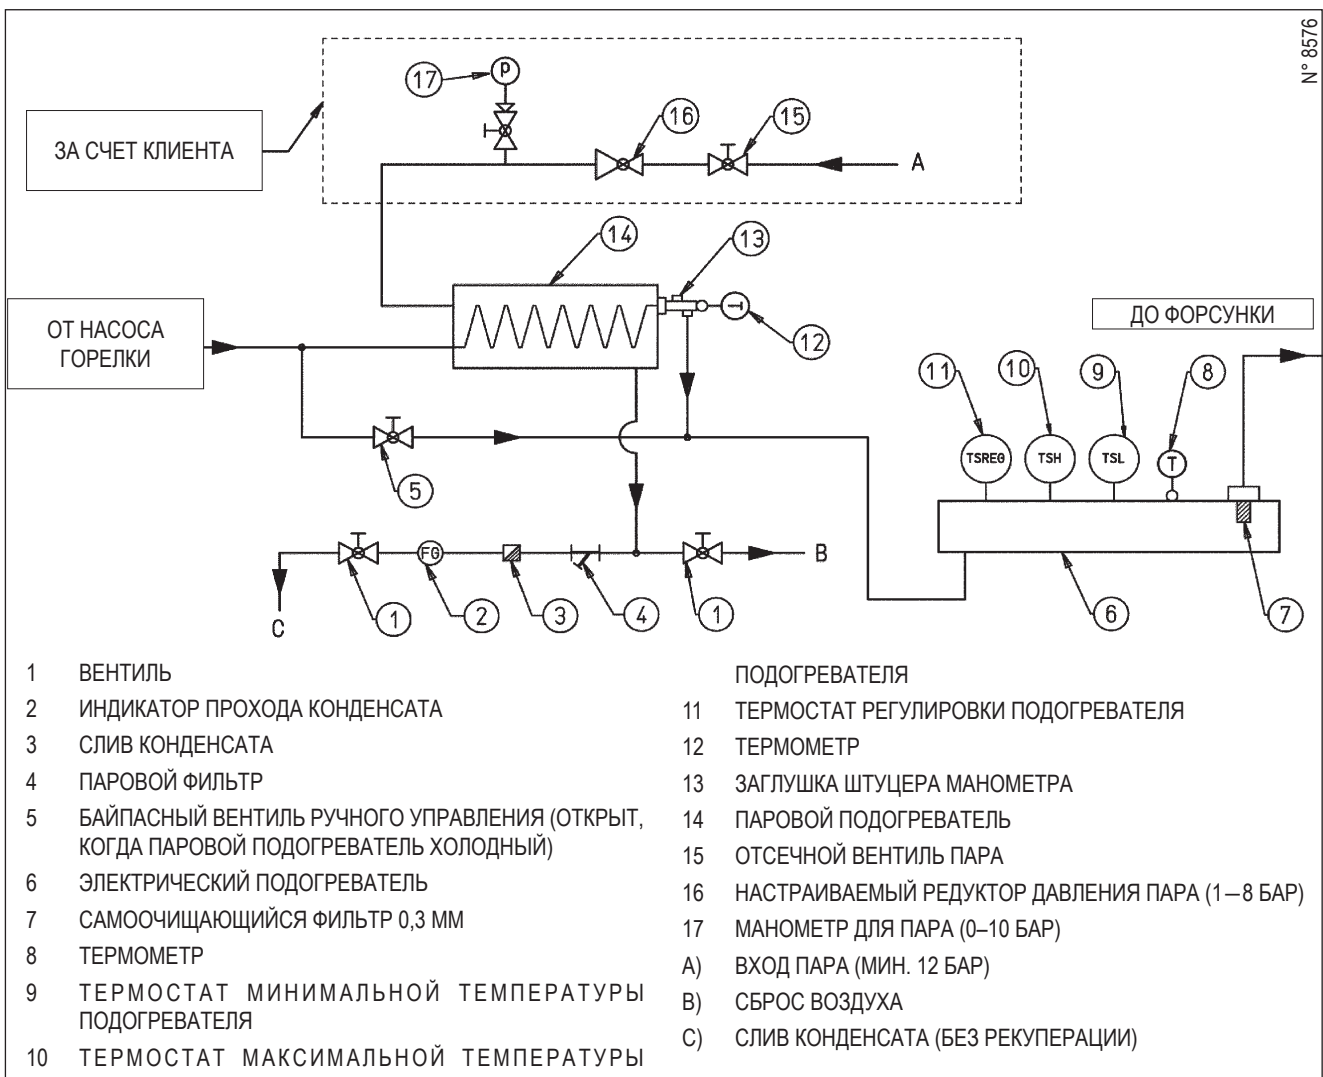 N° 8576
P
17
16
15
ЗА СЧЕТ КЛИЕНТА
A
14
13
ОТ НАСОСА
ГОРЕЛКИ
T
12
ДО ФОРСУНКИ
11
10
9
8
TSREG
TSH
TSL
T
5
FG
B
C
1
2
3
4
1
6
7
1 ВЕНТИЛЬ
2 ИНДИКАТОР ПРОХОДА КОНДЕНСАТА
3 СЛИВ КОНДЕНСАТА
4 ПАРОВОЙ ФИЛЬТР
5 БАЙПАСНЫЙ ВЕНТИЛЬ РУЧНОГО УПРАВЛЕНИЯ (ОТКРЫТ,
КОГДА ПАРОВОЙ ПОДОГРЕВАТЕЛЬ ХОЛОДНЫЙ)
6 ЭЛЕКТРИЧЕСКИЙ ПОДОГРЕВАТЕЛЬ
7 САМООЧИЩАЮЩИЙСЯ ФИЛЬТР 0,3 ММ
8 ТЕРМОМЕТР
9 ТЕРМОСТАТ МИНИМАЛЬНОЙ ТЕМПЕРАТУРЫ
ПОДОГРЕВАТЕЛЯ
10 ТЕРМОСТАТ МАКСИМАЛЬНОЙ ТЕМПЕРАТУРЫ
ПОДОГРЕВАТЕЛЯ
11 ТЕРМОСТАТ РЕГУЛИРОВКИ ПОДОГРЕВАТЕЛЯ
12 ТЕРМОМЕТР
13 ЗАГЛУШКА ШТУЦЕРА МАНОМЕТРА
14 ПАРОВОЙ ПОДОГРЕВАТЕЛЬ
15 ОТСЕЧНОЙ ВЕНТИЛЬ ПАРА
16 НАСТРАИВАЕМЫЙ РЕДУКТОР ДАВЛЕНИЯ ПАРА (1—8 БАР)
17 МАНОМЕТР ДЛЯ ПАРА (0–10 БАР)
A) ВХОД ПАРА (МИН. 12 БАР)
B) СБРОС ВОЗДУХА
C) СЛИВ КОНДЕНСАТА (БЕЗ РЕКУПЕРАЦИИ)